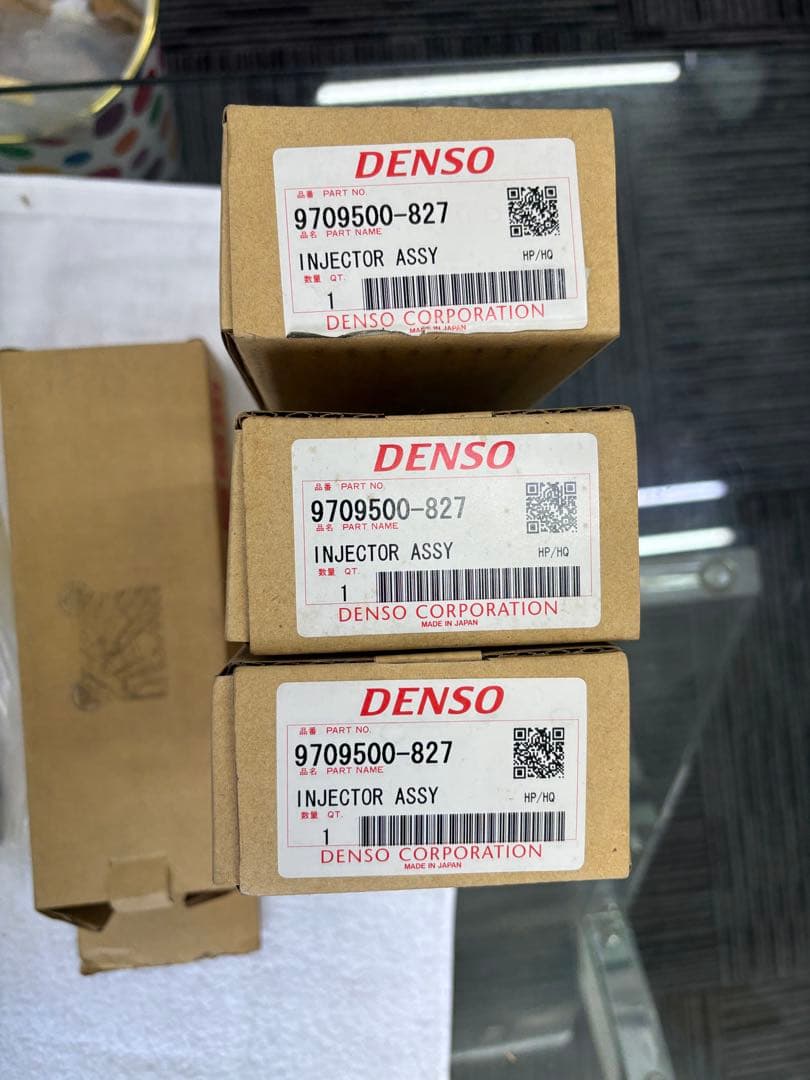 DENSO
品番 PART NO.
9709500-827
品名 PART NAME
INJECTOR ASSY HP/HQ
数量 QT.
1
DENSO CORPORATION
MADE IN JAPAN
DENSO
品番 PART NO.
9709500-827
品名 PART NAME
INJECTOR ASSY HP/HQ
数量 QT.
1
DENSO CORPORATION
MADE IN JAPAN
DENSO
品番 PART NO.
9709500-827
品名 PART NAME
INJECTOR ASSY HP/HQ
数量 QT.
1
DENSO CORPORATION
MADE IN JAPAN